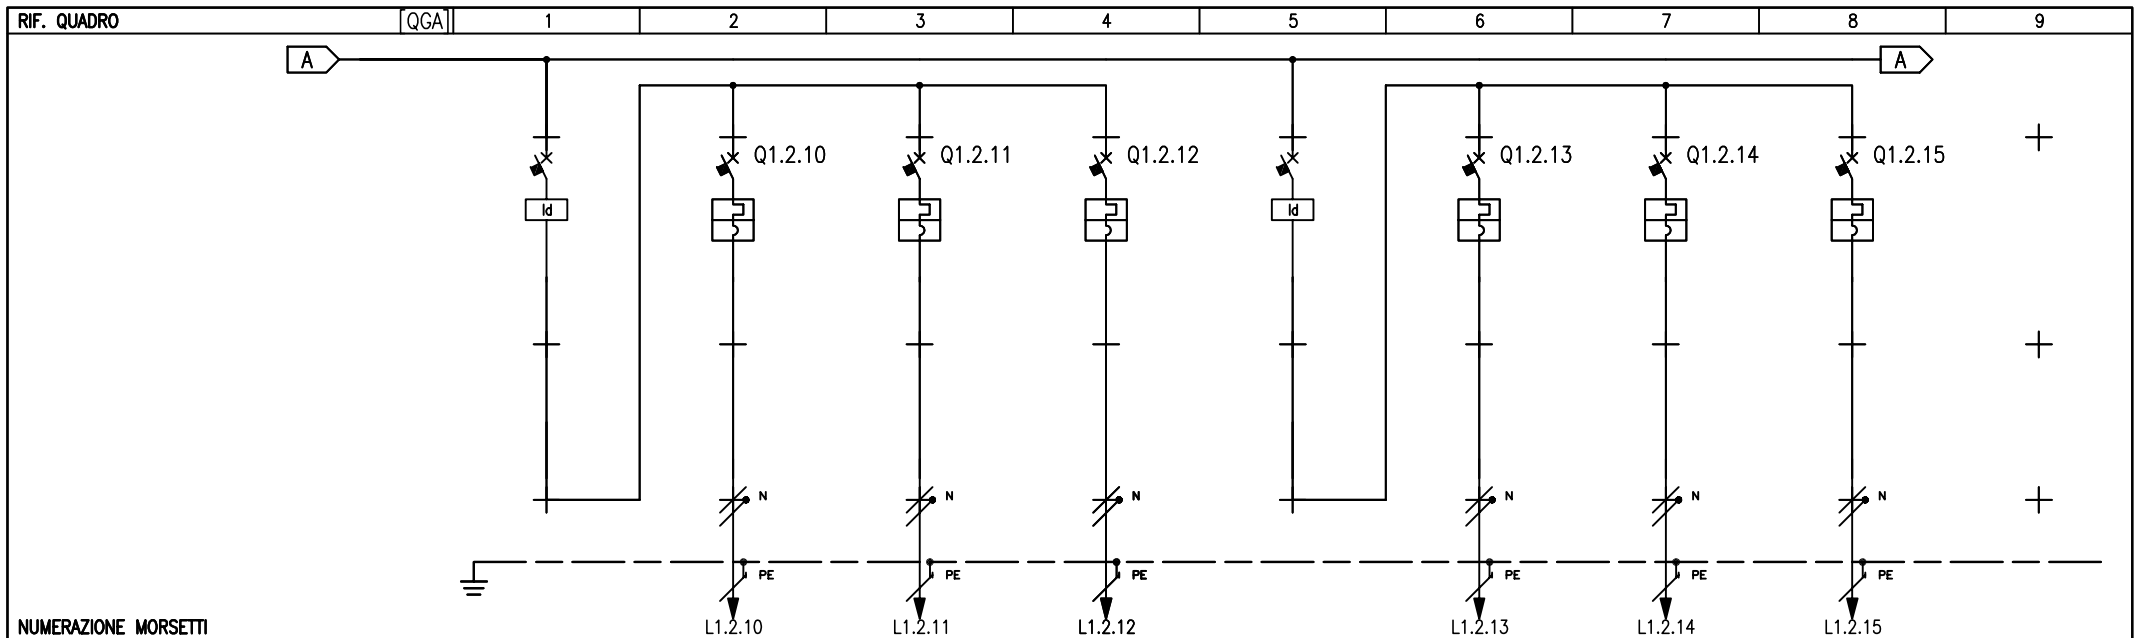 RIF. QUADRO QGA 1 2 3 4 5 6 7 8 9
A A
Q1.2.10 Q1.2.11 Q1.2.12 Q1.2.13 Q1.2.14 Q1.2.15
Id Id
N N N N N N
PE PE PE PE PE PE
NUMERAZIONE MORSETTI L1.2.10 L1.2.11 L1.2.12 L1.2.13 L1.2.14 L1.2.15